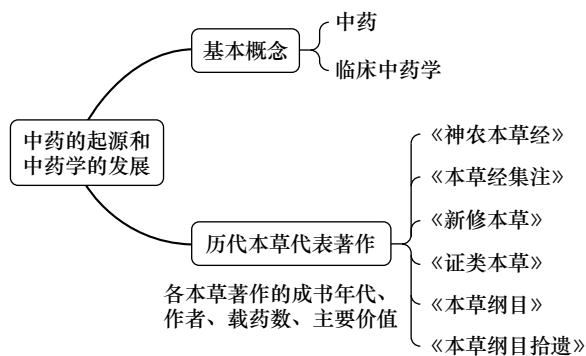 中药
基本概念
临床中药学
中药的起源和
中药学的发展
《神农本草经》
《本草经集注》
《新修本草》
历代本草代表著作
《证类本草》
各本草著作的成书年代、
作者、载药数、主要价值
《本草纲目》
《本草纲目拾遗》